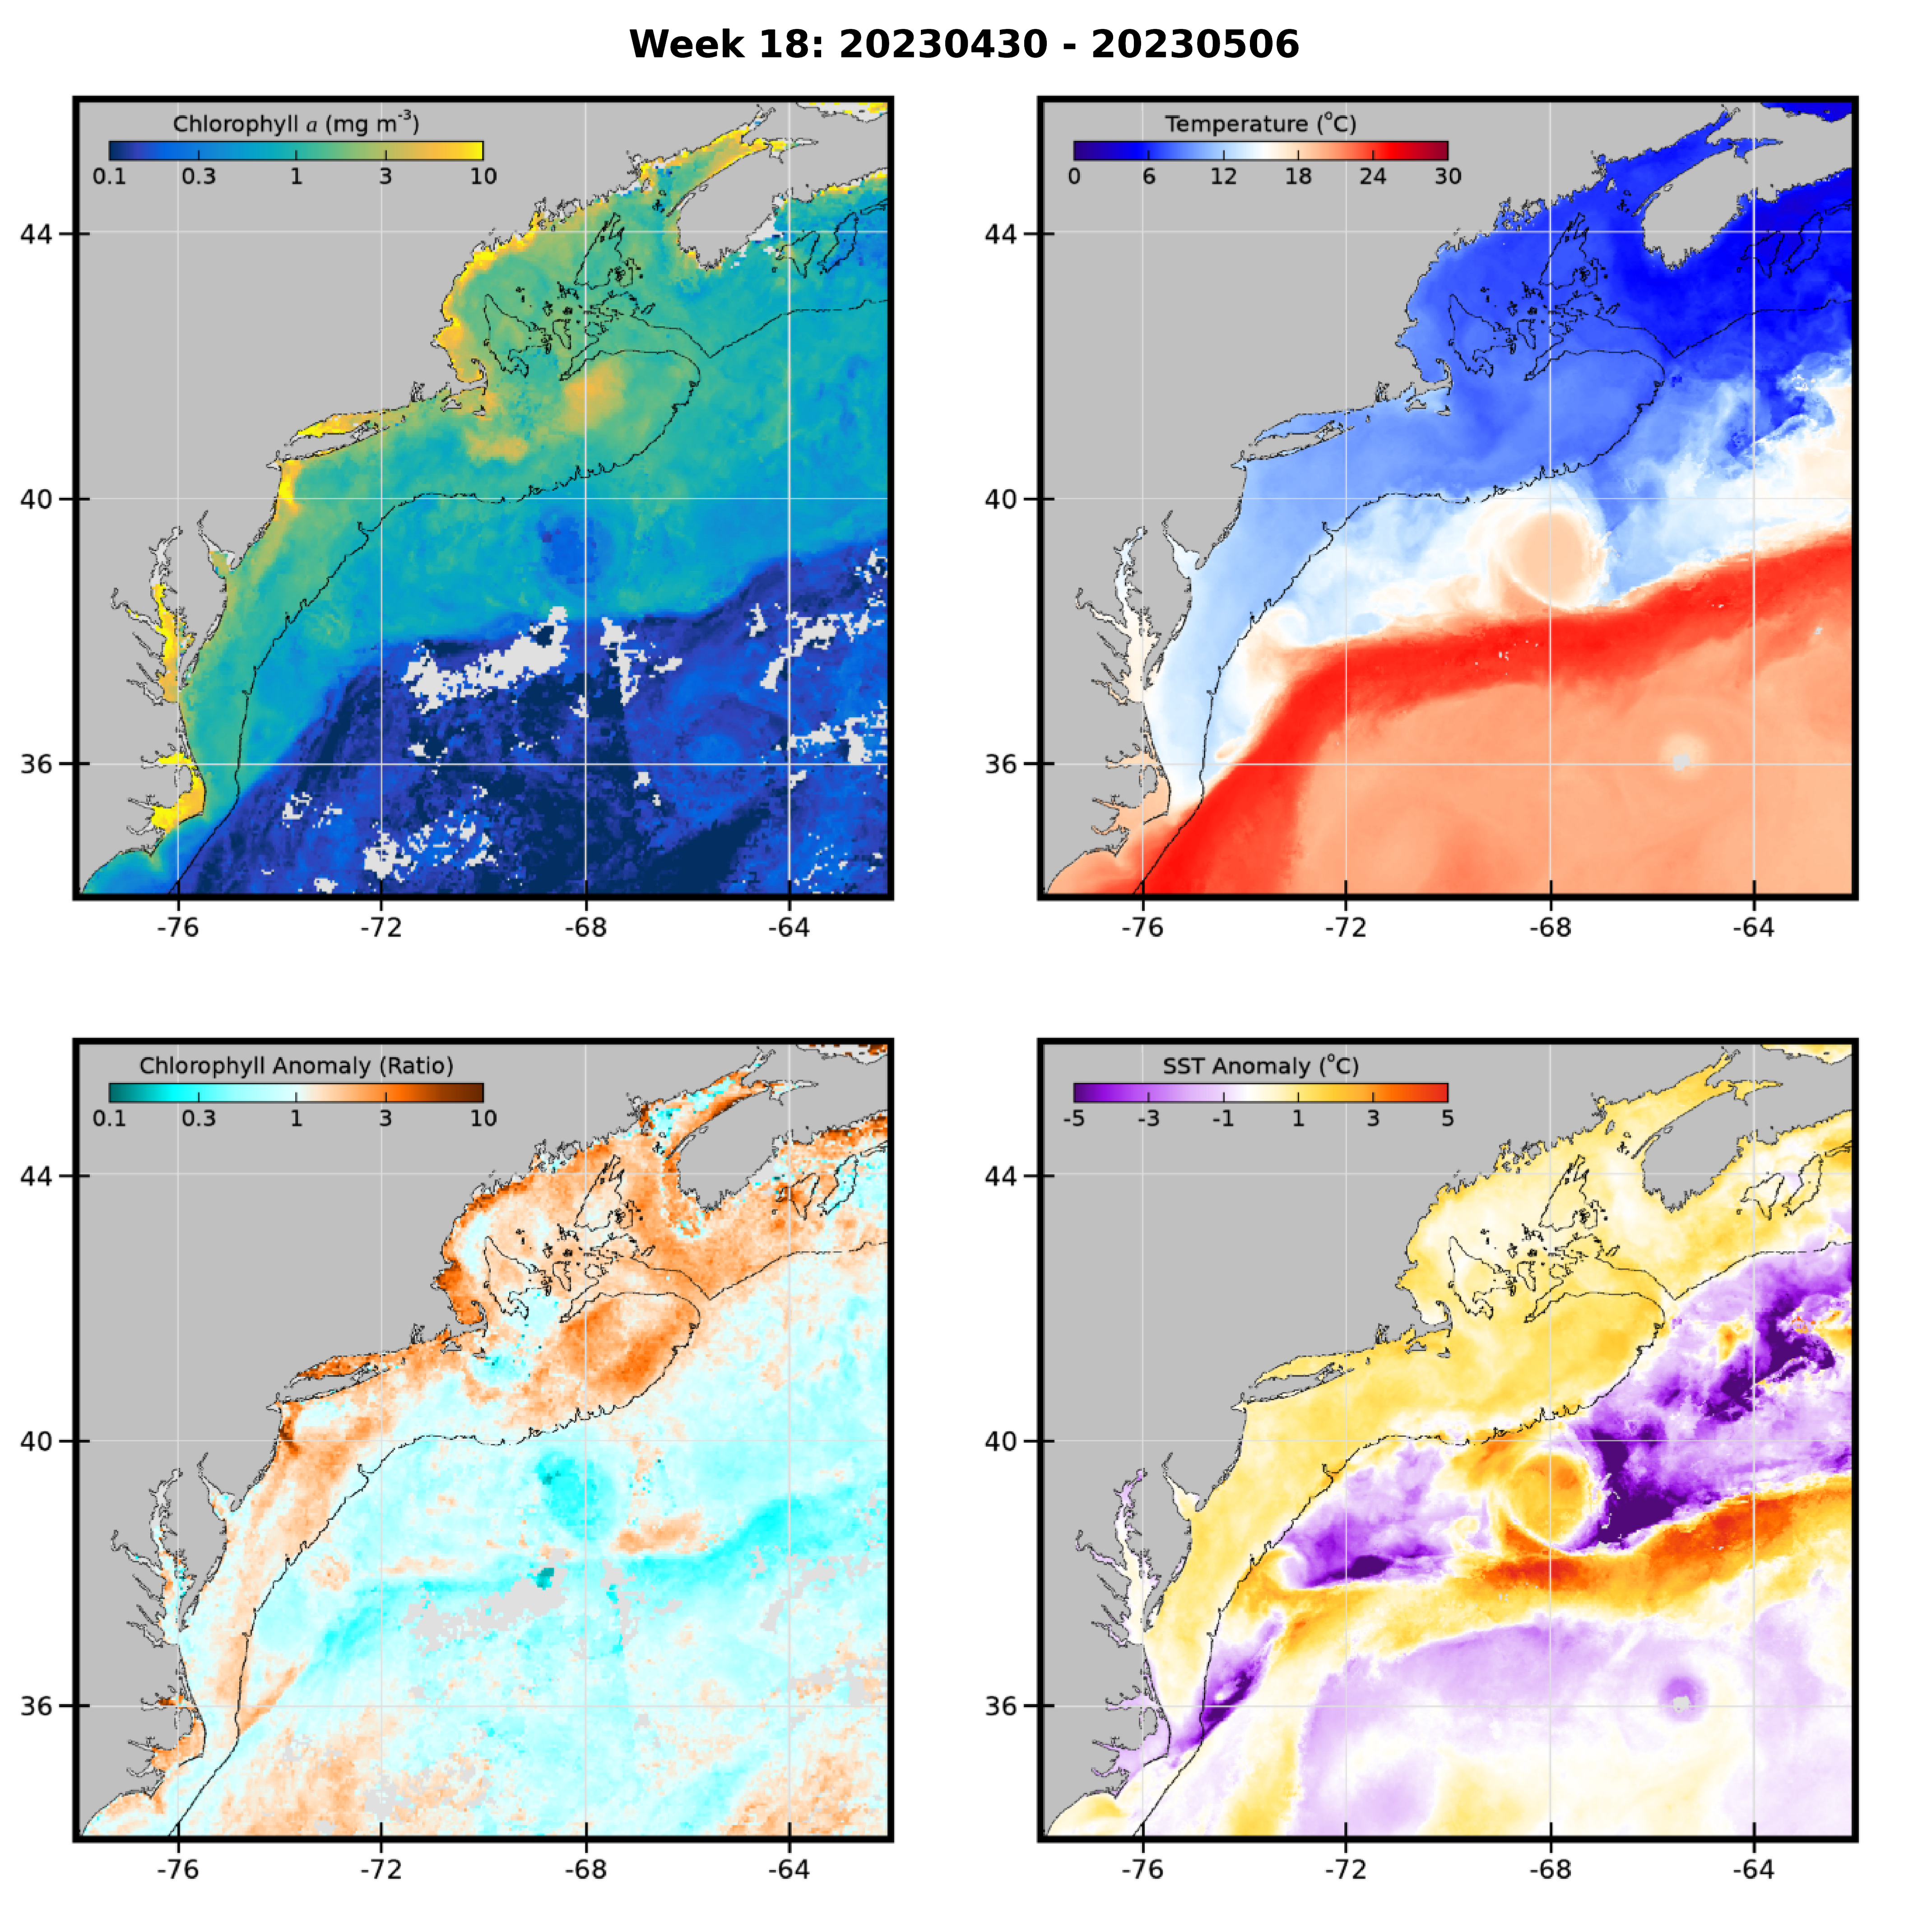 Week 18: 20230430 - 20230506
Chlorophyll a (mg m-3)
0.1 0.3 1 3 10
44
40
36
-76 -72 -68 -64
Temperature (oC)
0 6 12 18 24 30
44
40
36
-76 -72 -68 -64
Chlorophyll Anomaly (Ratio)
0.1 0.3 1 3 10
44
40
36
-76 -72 -68 -64
SST Anomaly (oC)
-5 -3 -1 1 3 5
44
40
36
-76 -72 -68 -64